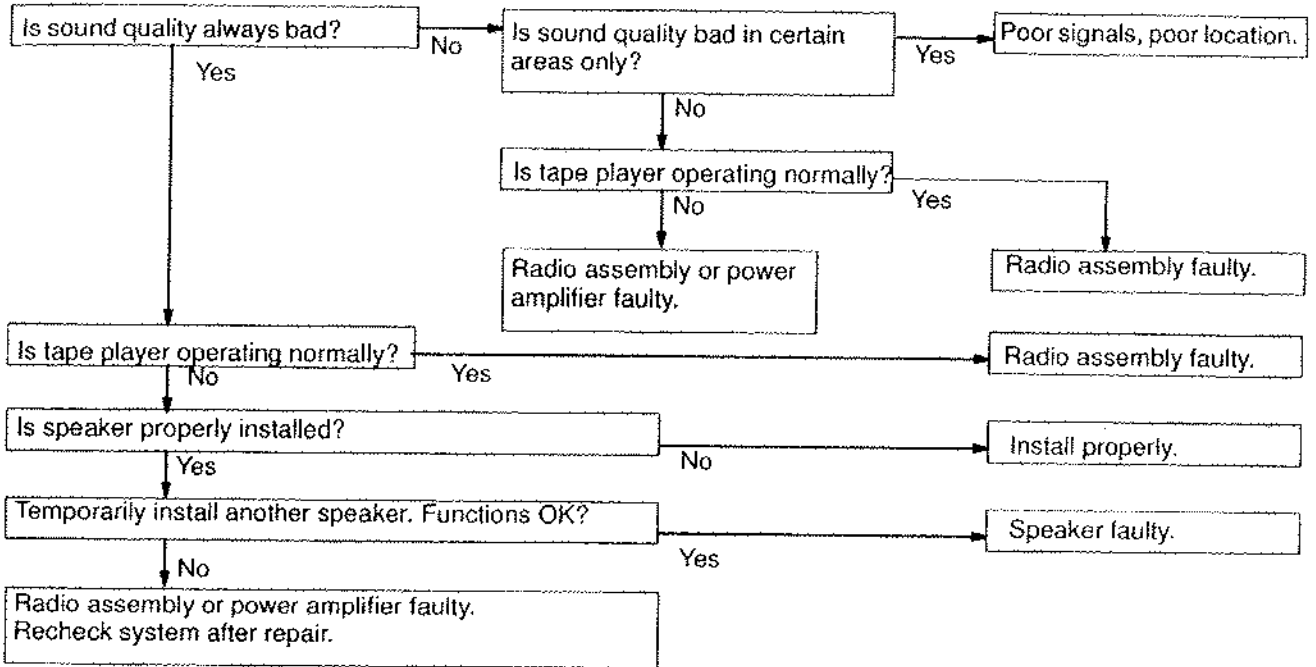 Is sound quality always bad?
No
Is sound quality bad in certain
areas only?
Yes
Poor signals, poor location.
Yes
No
Is tape player operating normally?
Yes
No
Radio assembly or power
amplifier faulty.
Radio assembly faulty.
Is tape player operating normally?
Yes
Radio assembly faulty.
No
Is speaker properly installed?
No
Install properly.
Yes
Temporarily install another speaker. Functions OK?
Yes
Speaker faulty.
No
Radio assembly or power amplifier faulty.
Recheck system after repair.